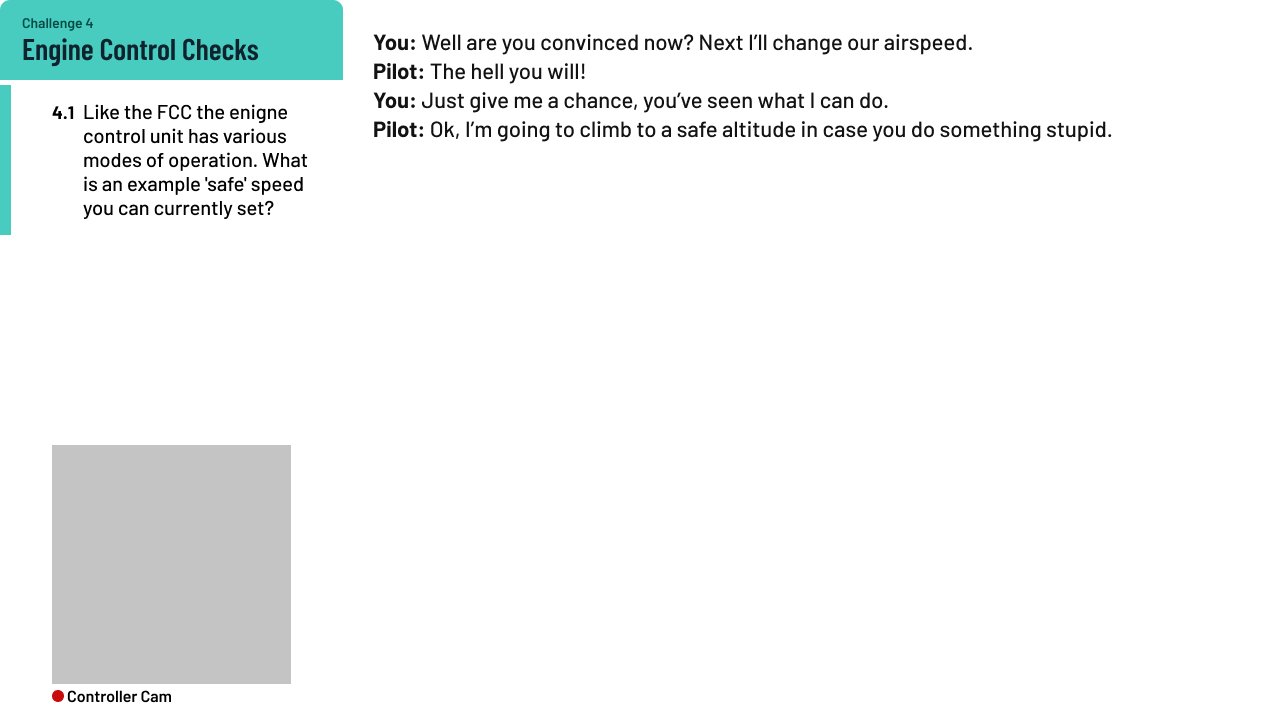 Challenge 4
Engine Control Checks
4.1 Like the FCC the enigne
control unit has various
modes of operation. What
is an example 'safe' speed
you can currently set?
You: Well are you convinced now? Next I’ll change our airspeed.
Pilot: The hell you will!
You: Just give me a chance, you’ve seen what I can do.
Pilot: Ok, I’m going to climb to a safe altitude in case you do something stupid.
Controller Cam